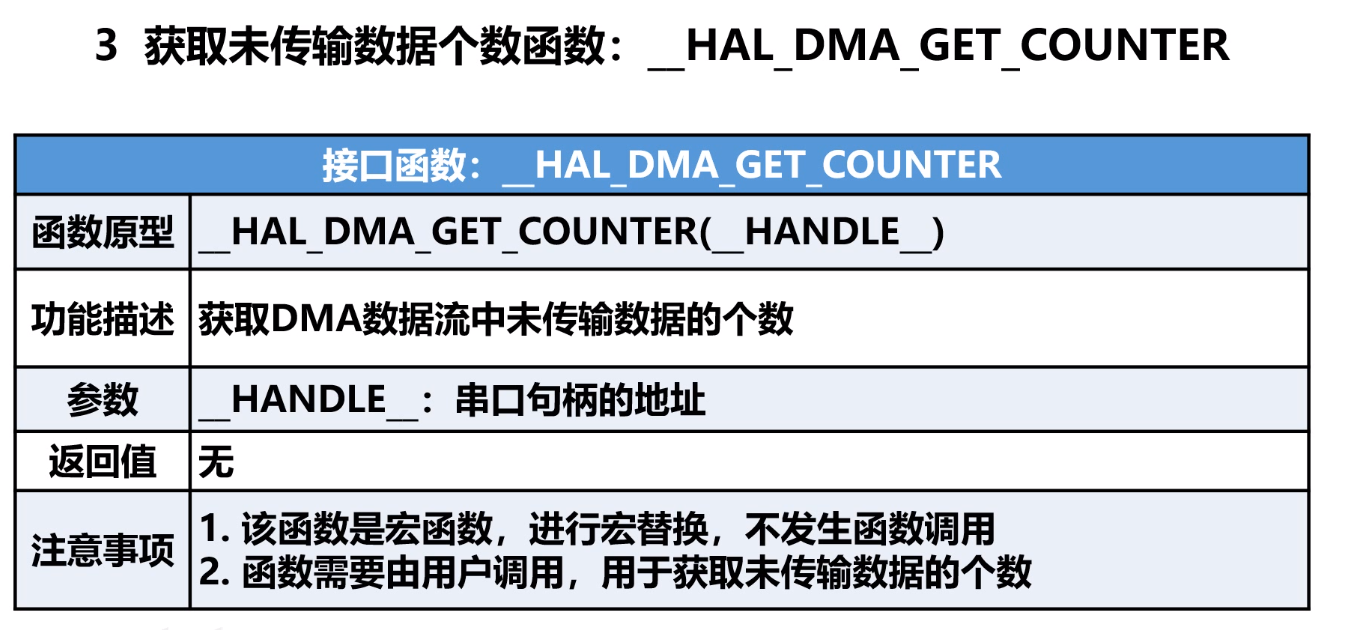 3 获取未传输数据个数函数：__HAL_DMA_GET_COUNTER
接口函数：__HAL_DMA_GET_COUNTER
函数原型 __HAL_DMA_GET_COUNTER(__HANDLE__)
功能描述 获取DMA数据流中未传输数据的个数
参数 __HANDLE__：串口句柄的地址
返回值 无
注意事项
1. 该函数是宏函数，进行宏替换，不发生函数调用
2. 函数需要由用户调用，用于获取未传输数据的个数